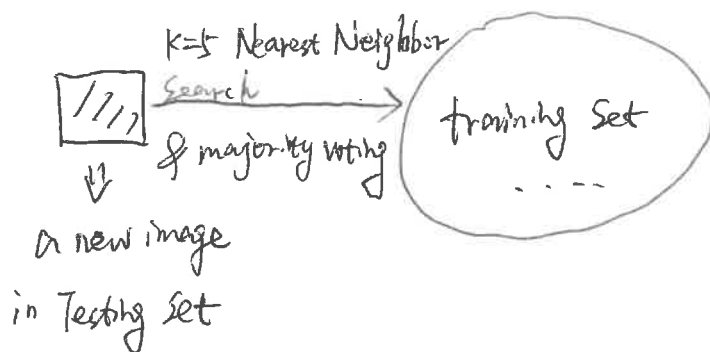 K=5 Nearest Neighbor
Search
& majority voting
training Set
. . . .
a new image
in Testing Set